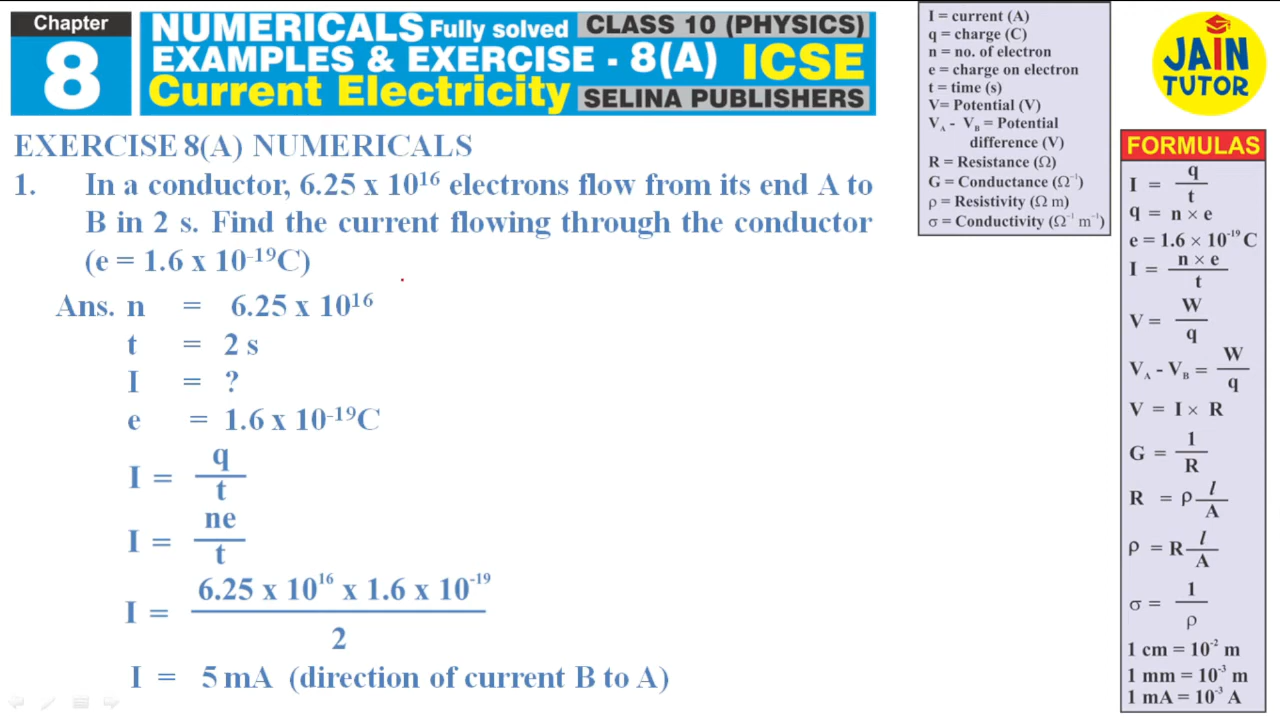 Chapter
8
NUMERICALS Fully solved CLASS 10 (PHYSICS)
EXAMPLES & EXERCISE - 8(A) ICSE
Current Electricity SELINA PUBLISHERS
I = current (A)
q = charge (C)
n = no. of electron
e = charge on electron
t = time (s)
V= Potential (V)
V_A - V_B = Potential
difference (V)
R = Resistance (Ω)
G = Conductance (Ω⁻¹)
ρ = Resistivity (Ω m)
σ = Conductivity (Ω⁻¹ m⁻¹)
JAIN
TUTOR
EXERCISE 8(A) NUMERICALS
1. In a conductor, 6.25 x 10¹⁶ electrons flow from its end A to
B in 2 s. Find the current flowing through the conductor
(e = 1.6 x 10⁻¹⁹C)
Ans. n = 6.25 x 10¹⁶
t = 2 s
I = ?
e = 1.6 x 10⁻¹⁹C
I = q/t
I = ne/t
I = 6.25 x 10¹⁶ x 1.6 x 10⁻¹⁹/2
I = 5 mA (direction of current B to A)
FORMULAS
I = q/t
q = n × e
e = 1.6 × 10⁻¹⁹ C
I = n × e/t
V = W/q
V_A - V_B = W/q
V = I × R
G = 1/R
R = ρ l/A
ρ = R l/A
σ = 1/ρ
1 cm = 10⁻² m
1 mm = 10⁻³ m
1 mA = 10⁻³ A